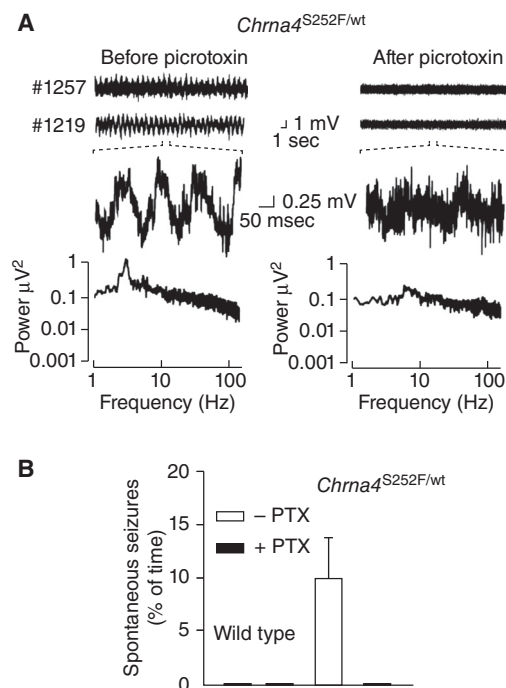 A
Chrna4S252F/wt
Before picrotoxin
After picrotoxin
#1257
#1219
1 mV
1 sec
0.25 mV
50 msec
Power μV2
1
0.1
0.01
0.001
1
10
100
Frequency (Hz)
Power μV2
1
0.1
0.01
0.001
1
10
100
Frequency (Hz)
B
Chrna4S252F/wt
Spontaneous seizures
(% of time)
20
15
10
5
0
– PTX
+ PTX
Wild type